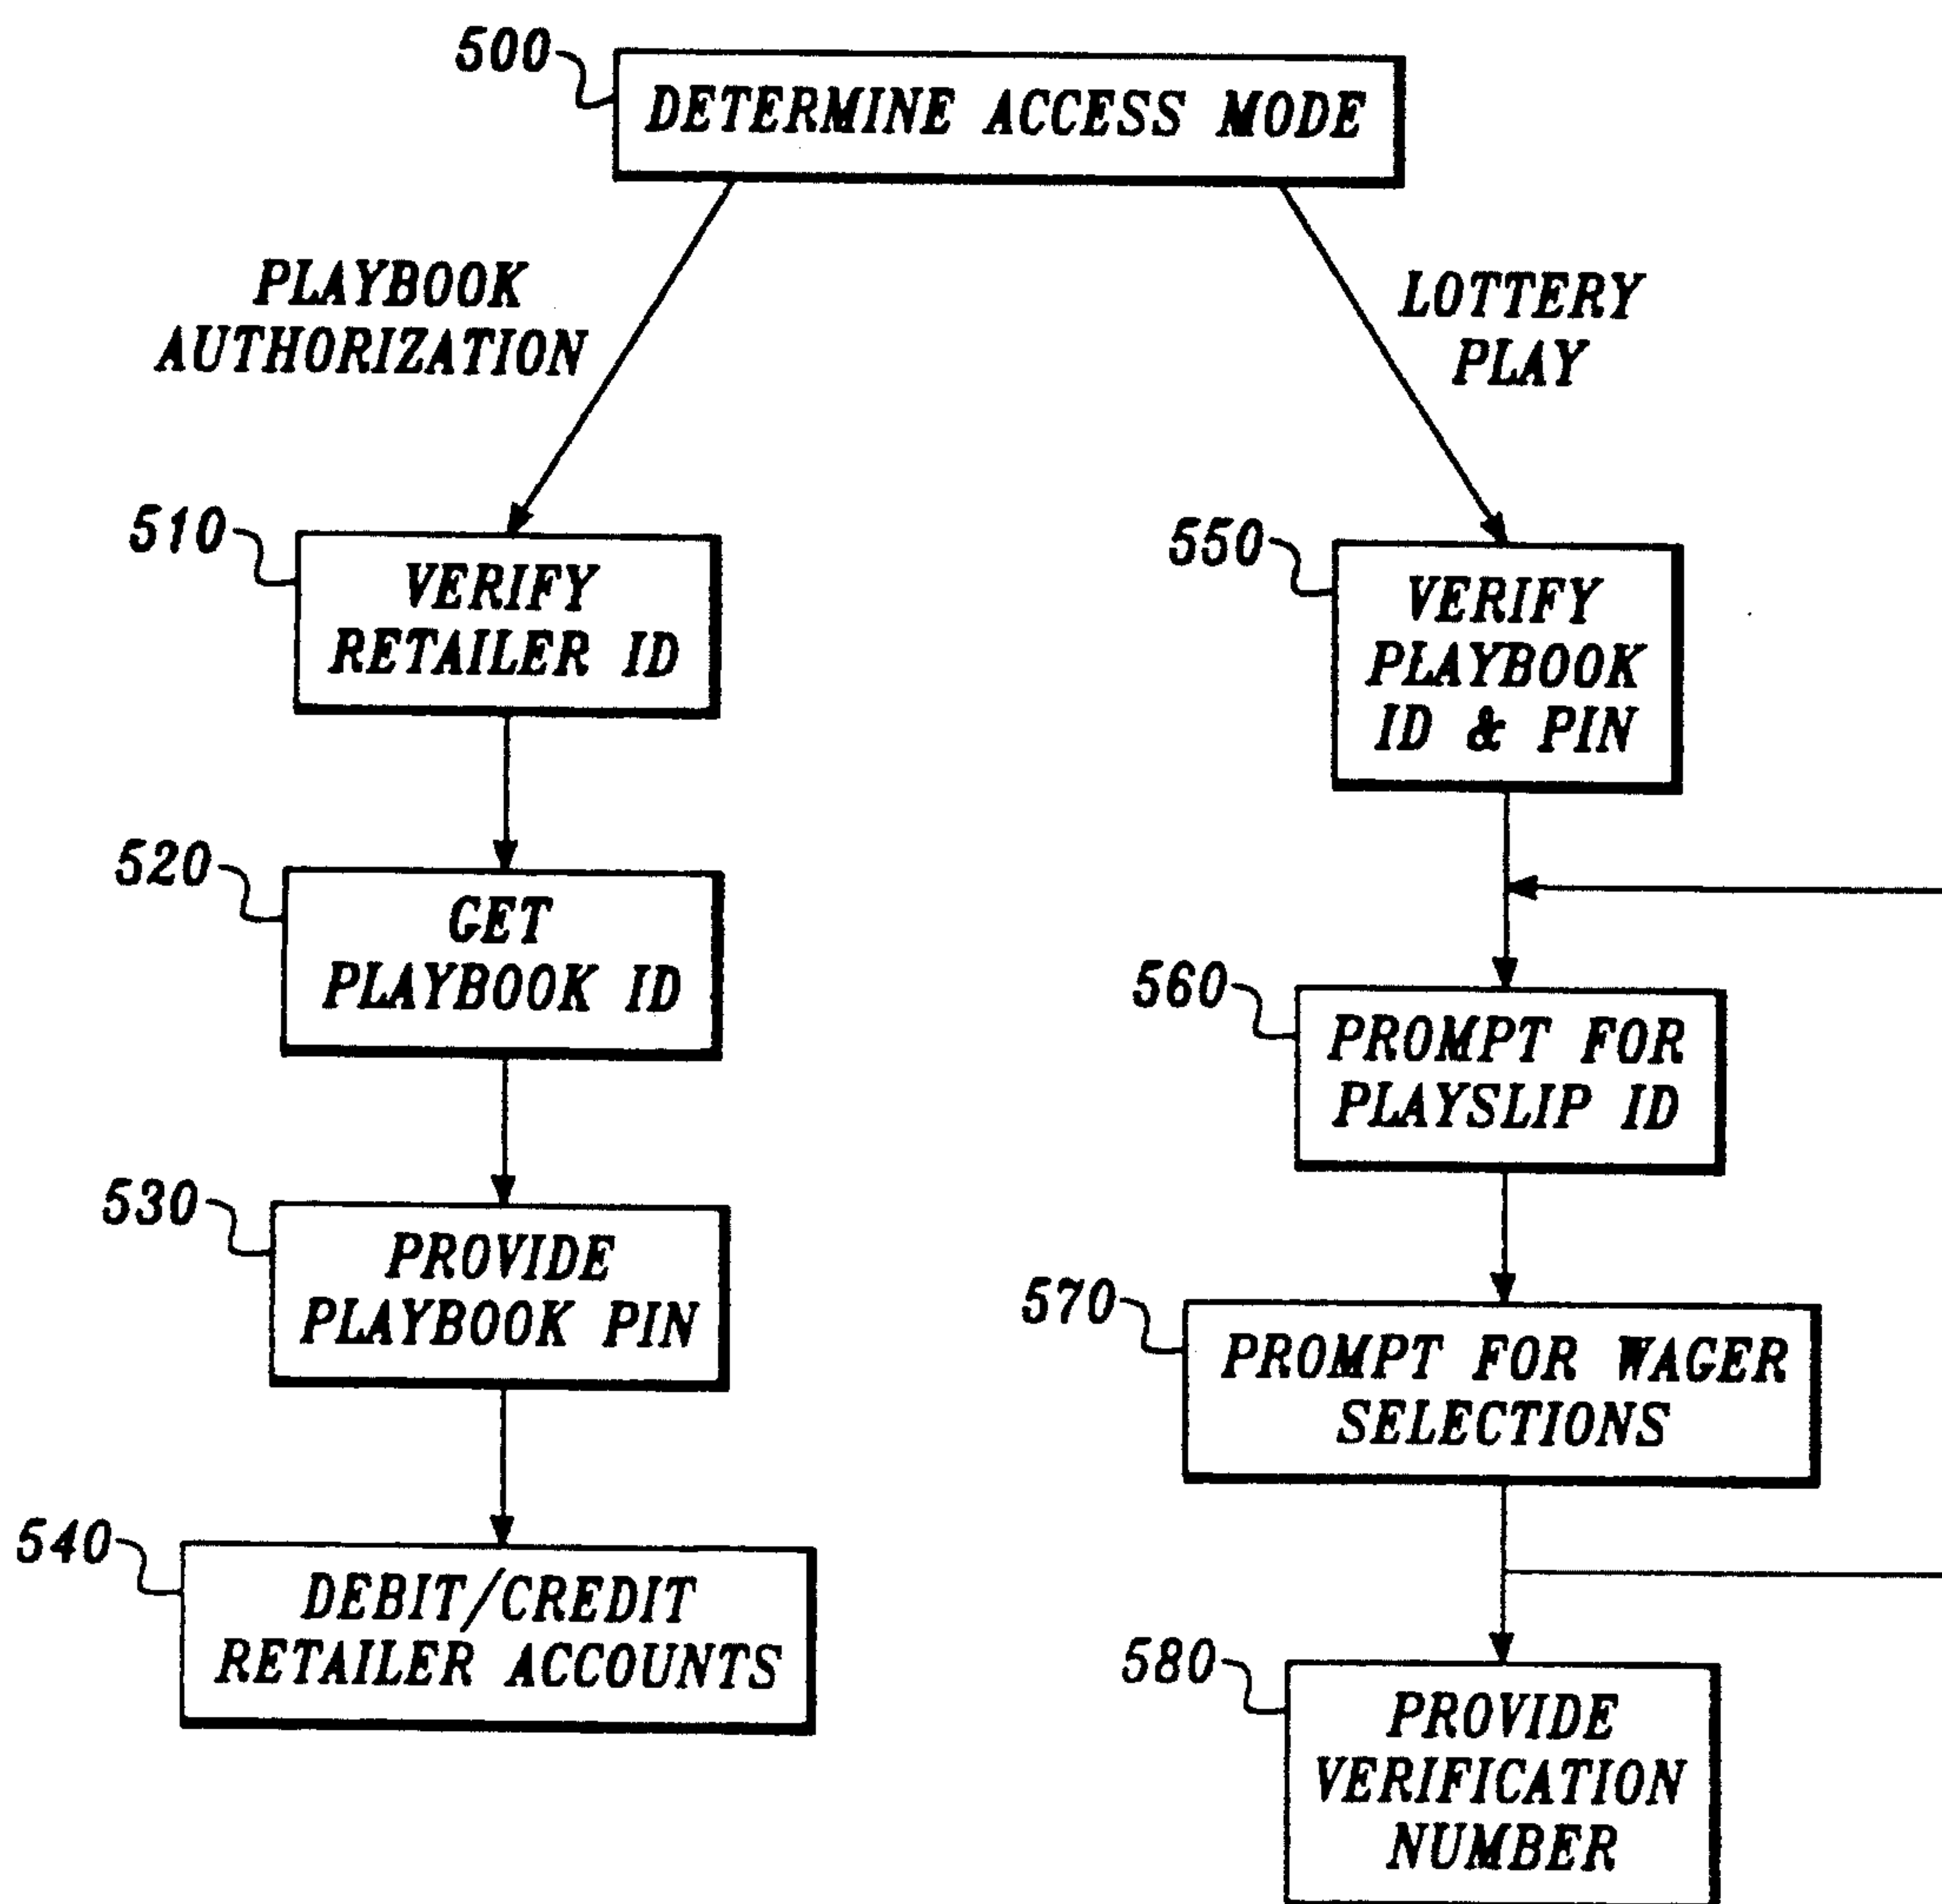 500
DETERMINE ACCESS MODE
PLAYBOOK
AUTHORIZATION
LOTTERY
PLAY
510
VERIFY
RETAILER ID
520
GET
PLAYBOOK ID
530
PROVIDE
PLAYBOOK PIN
540
DEBIT/CREDIT
RETAILER ACCOUNTS
550
VERIFY
PLAYBOOK
ID & PIN
560
PROMPT FOR
PLAYSLIP ID
570
PROMPT FOR WAGER
SELECTIONS
580
PROVIDE
VERIFICATION
NUMBER